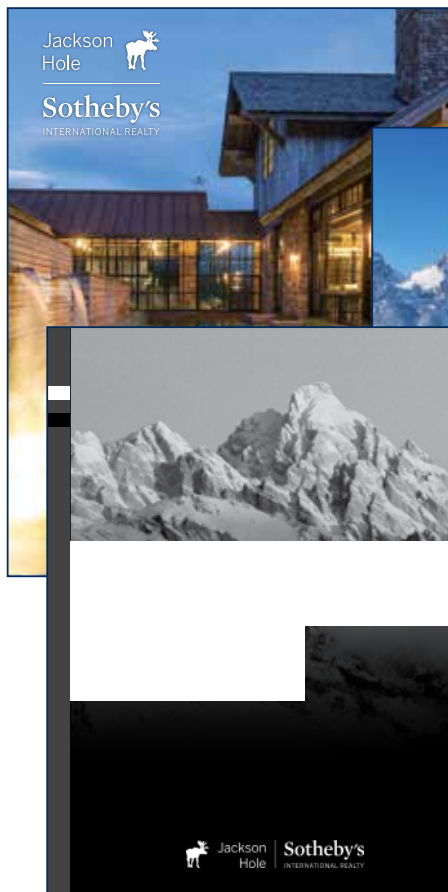 Jackson
Hole
Sotheby's
INTERNATIONAL REALTY
Jackson
Hole
Sotheby's
INTERNATIONAL REALTY